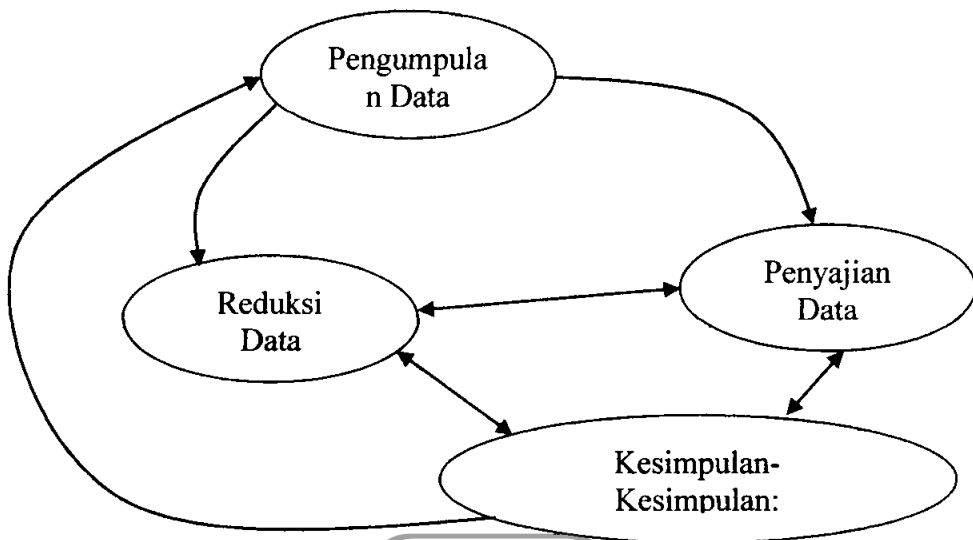 Pengumpula
n Data
Penyajian
Data
Reduksi
Data
Kesimpulan-
Kesimpulan: